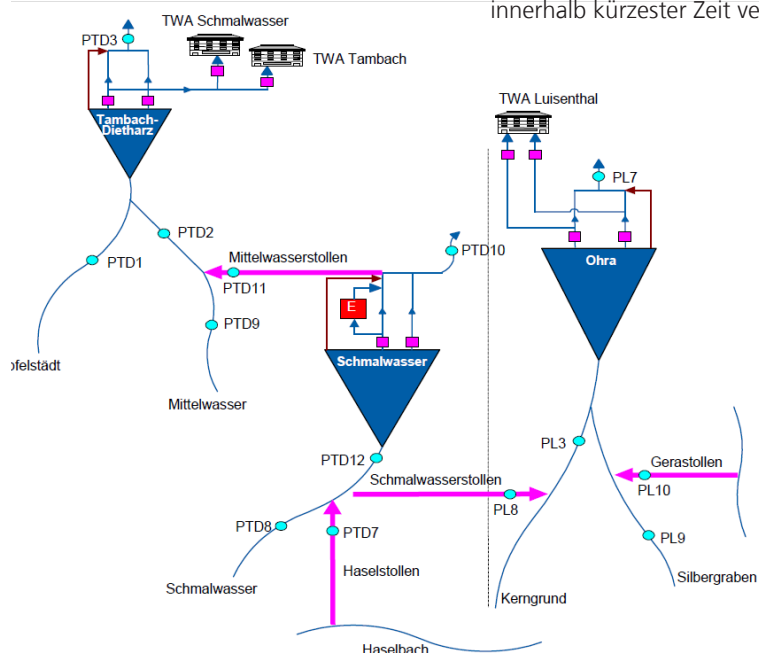 innerhalb kürzester Zeit ve
TWA Schmalwasser
PTD3
TWA Tambach
TWA Luisenthal
Tambach-
Dietharz
PL7
PTD2
PTD10
Mittelwasserstollen
PTD1
Ohra
PTD11
E
PTD9
ofelstädt
Schmalwasser
Mittelwasser
PL3
PTD12
Gerastollen
Schmalwasserstollen
PL10
PL8
PTD8
PTD7
PL9
Haselstollen
Silbergraben
Schmalwasser
Kerngrund
Haselbach